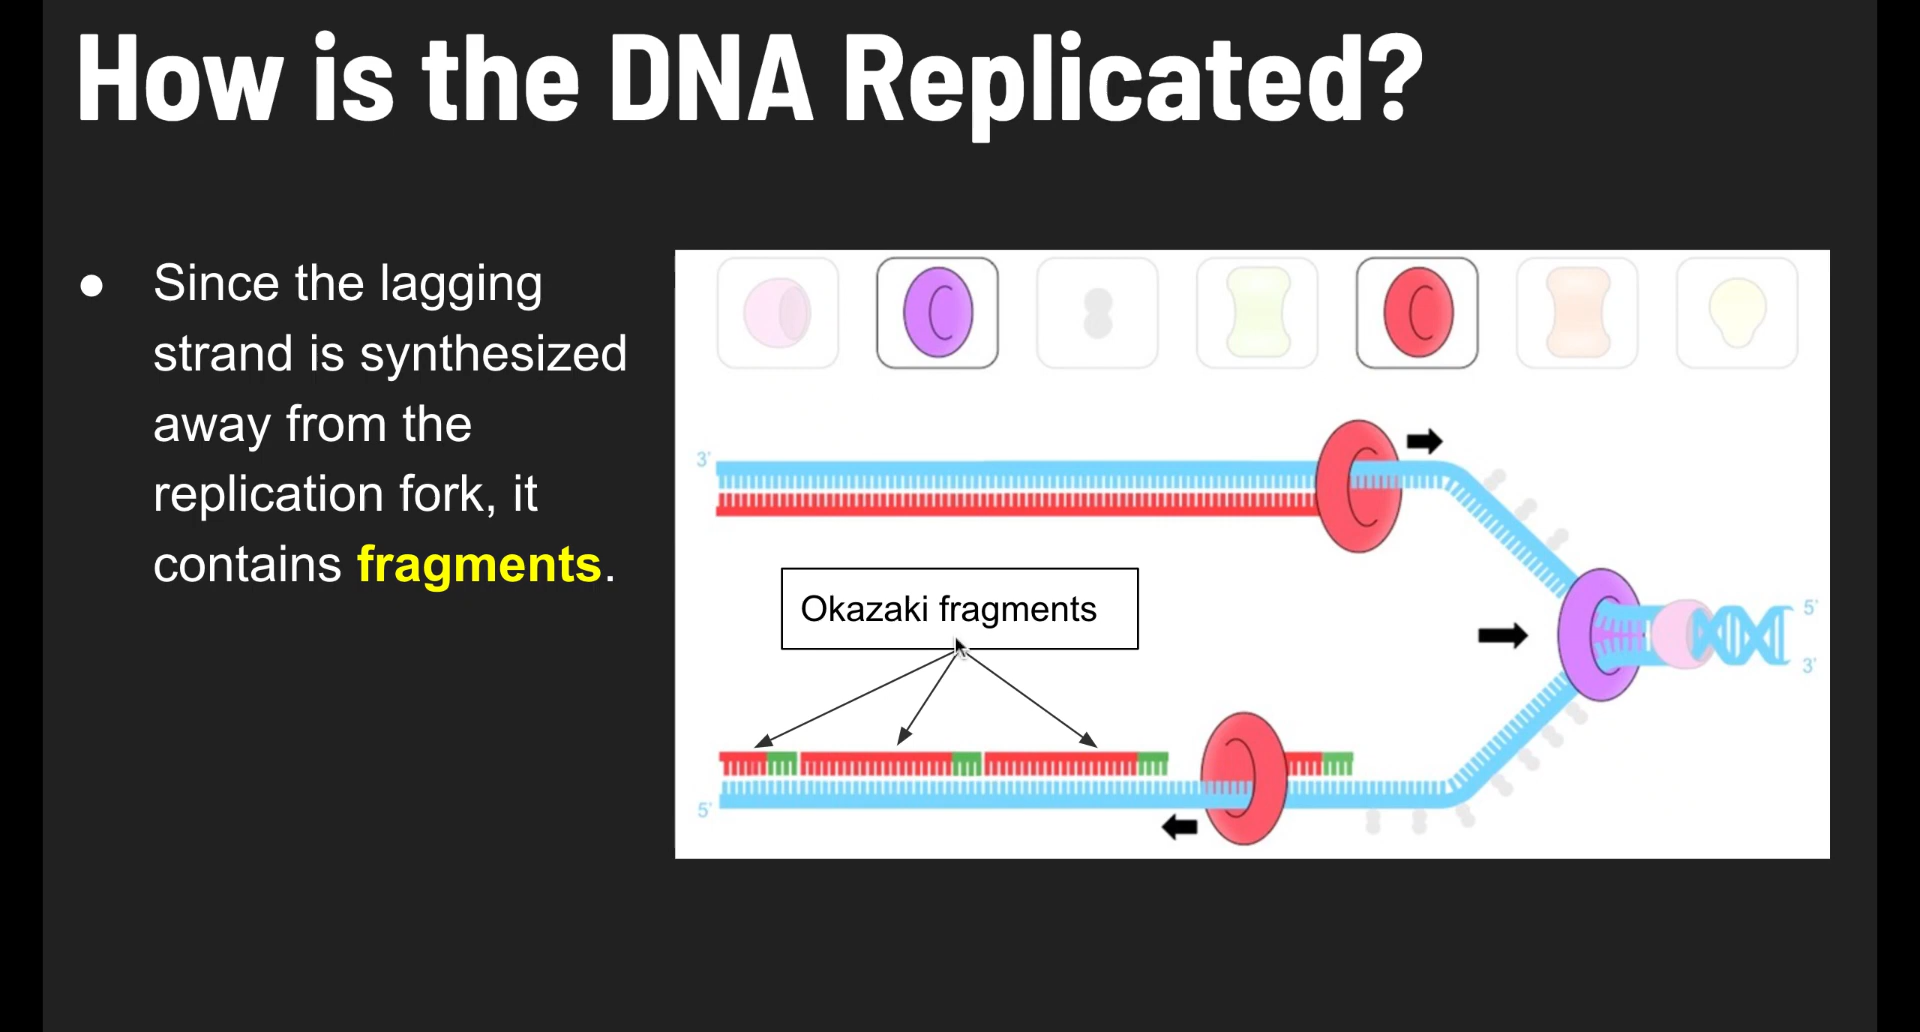 How is the DNA Replicated?
● Since the lagging
strand is synthesized
away from the
replication fork, it
contains fragments.
3'
Okazaki fragments
5'
3'
5'